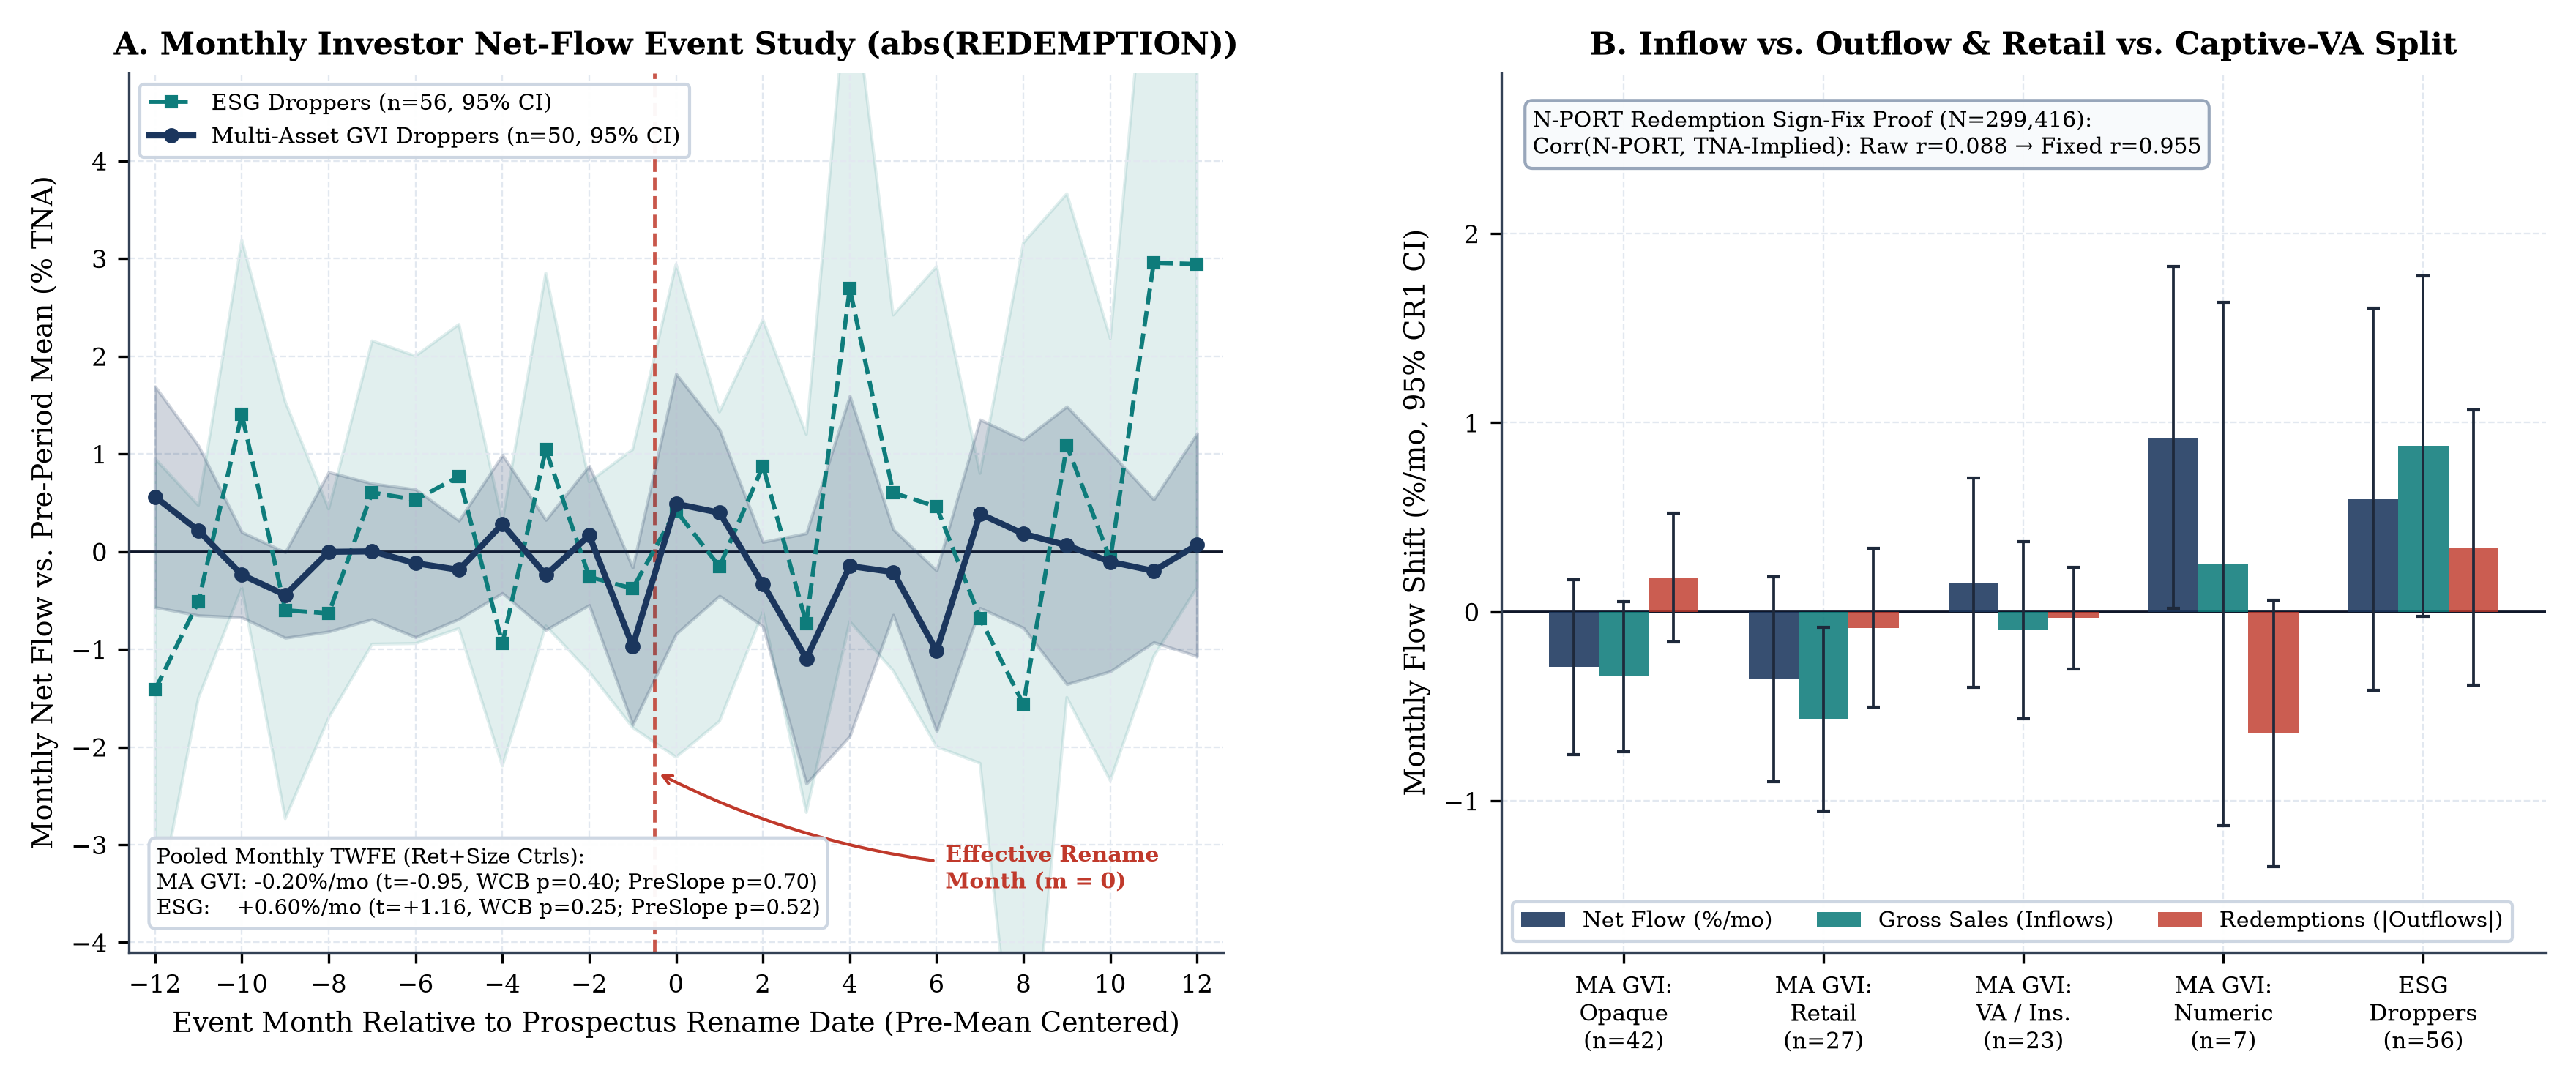 A. Monthly Investor Net-Flow Event Study (abs(REDEMPTION))
ESG Droppers (n=56, 95% CI)
Multi-Asset GVI Droppers (n=50, 95% CI)
Monthly Net Flow vs. Pre-Period Mean (% TNA)
4
3
2
1
0
−1
−2
−3
−4
Pooled Monthly TWFE (Ret+Size Ctrls):
MA GVI: -0.20%/mo (t=-0.95, WCB p=0.40; PreSlope p=0.70)
ESG: +0.60%/mo (t=+1.16, WCB p=0.25; PreSlope p=0.52)
Effective Rename
Month (m = 0)
−12 −10 −8 −6 −4 −2 0 2 4 6 8 10 12
Event Month Relative to Prospectus Rename Date (Pre-Mean Centered)
B. Inflow vs. Outflow & Retail vs. Captive-VA Split
N-PORT Redemption Sign-Fix Proof (N=299,416):
Corr(N-PORT, TNA-Implied): Raw r=0.088 → Fixed r=0.955
Monthly Flow Shift (%/mo, 95% CR1 CI)
2
1
0
−1
Net Flow (%/mo)
Gross Sales (Inflows)
Redemptions (|Outflows|)
MA GVI:
Opaque
(n=42)
MA GVI:
Retail
(n=27)
MA GVI:
VA / Ins.
(n=23)
MA GVI:
Numeric
(n=7)
ESG
Droppers
(n=56)